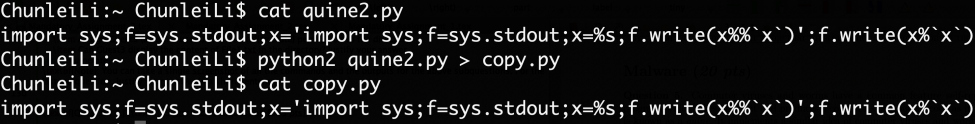 ChunleiLi:~ ChunleiLi$ cat quine2.py
import sys;f=sys.stdout;x='import sys;f=sys.stdout;x=%s;f.write(x%%`x`)';f.write(x%`x`)
ChunleiLi:~ ChunleiLi$ python2 quine2.py > copy.py
ChunleiLi:~ ChunleiLi$ cat copy.py
import sys;f=sys.stdout;x='import sys;f=sys.stdout;x=%s;f.write(x%%`x`)';f.write(x%`x`)